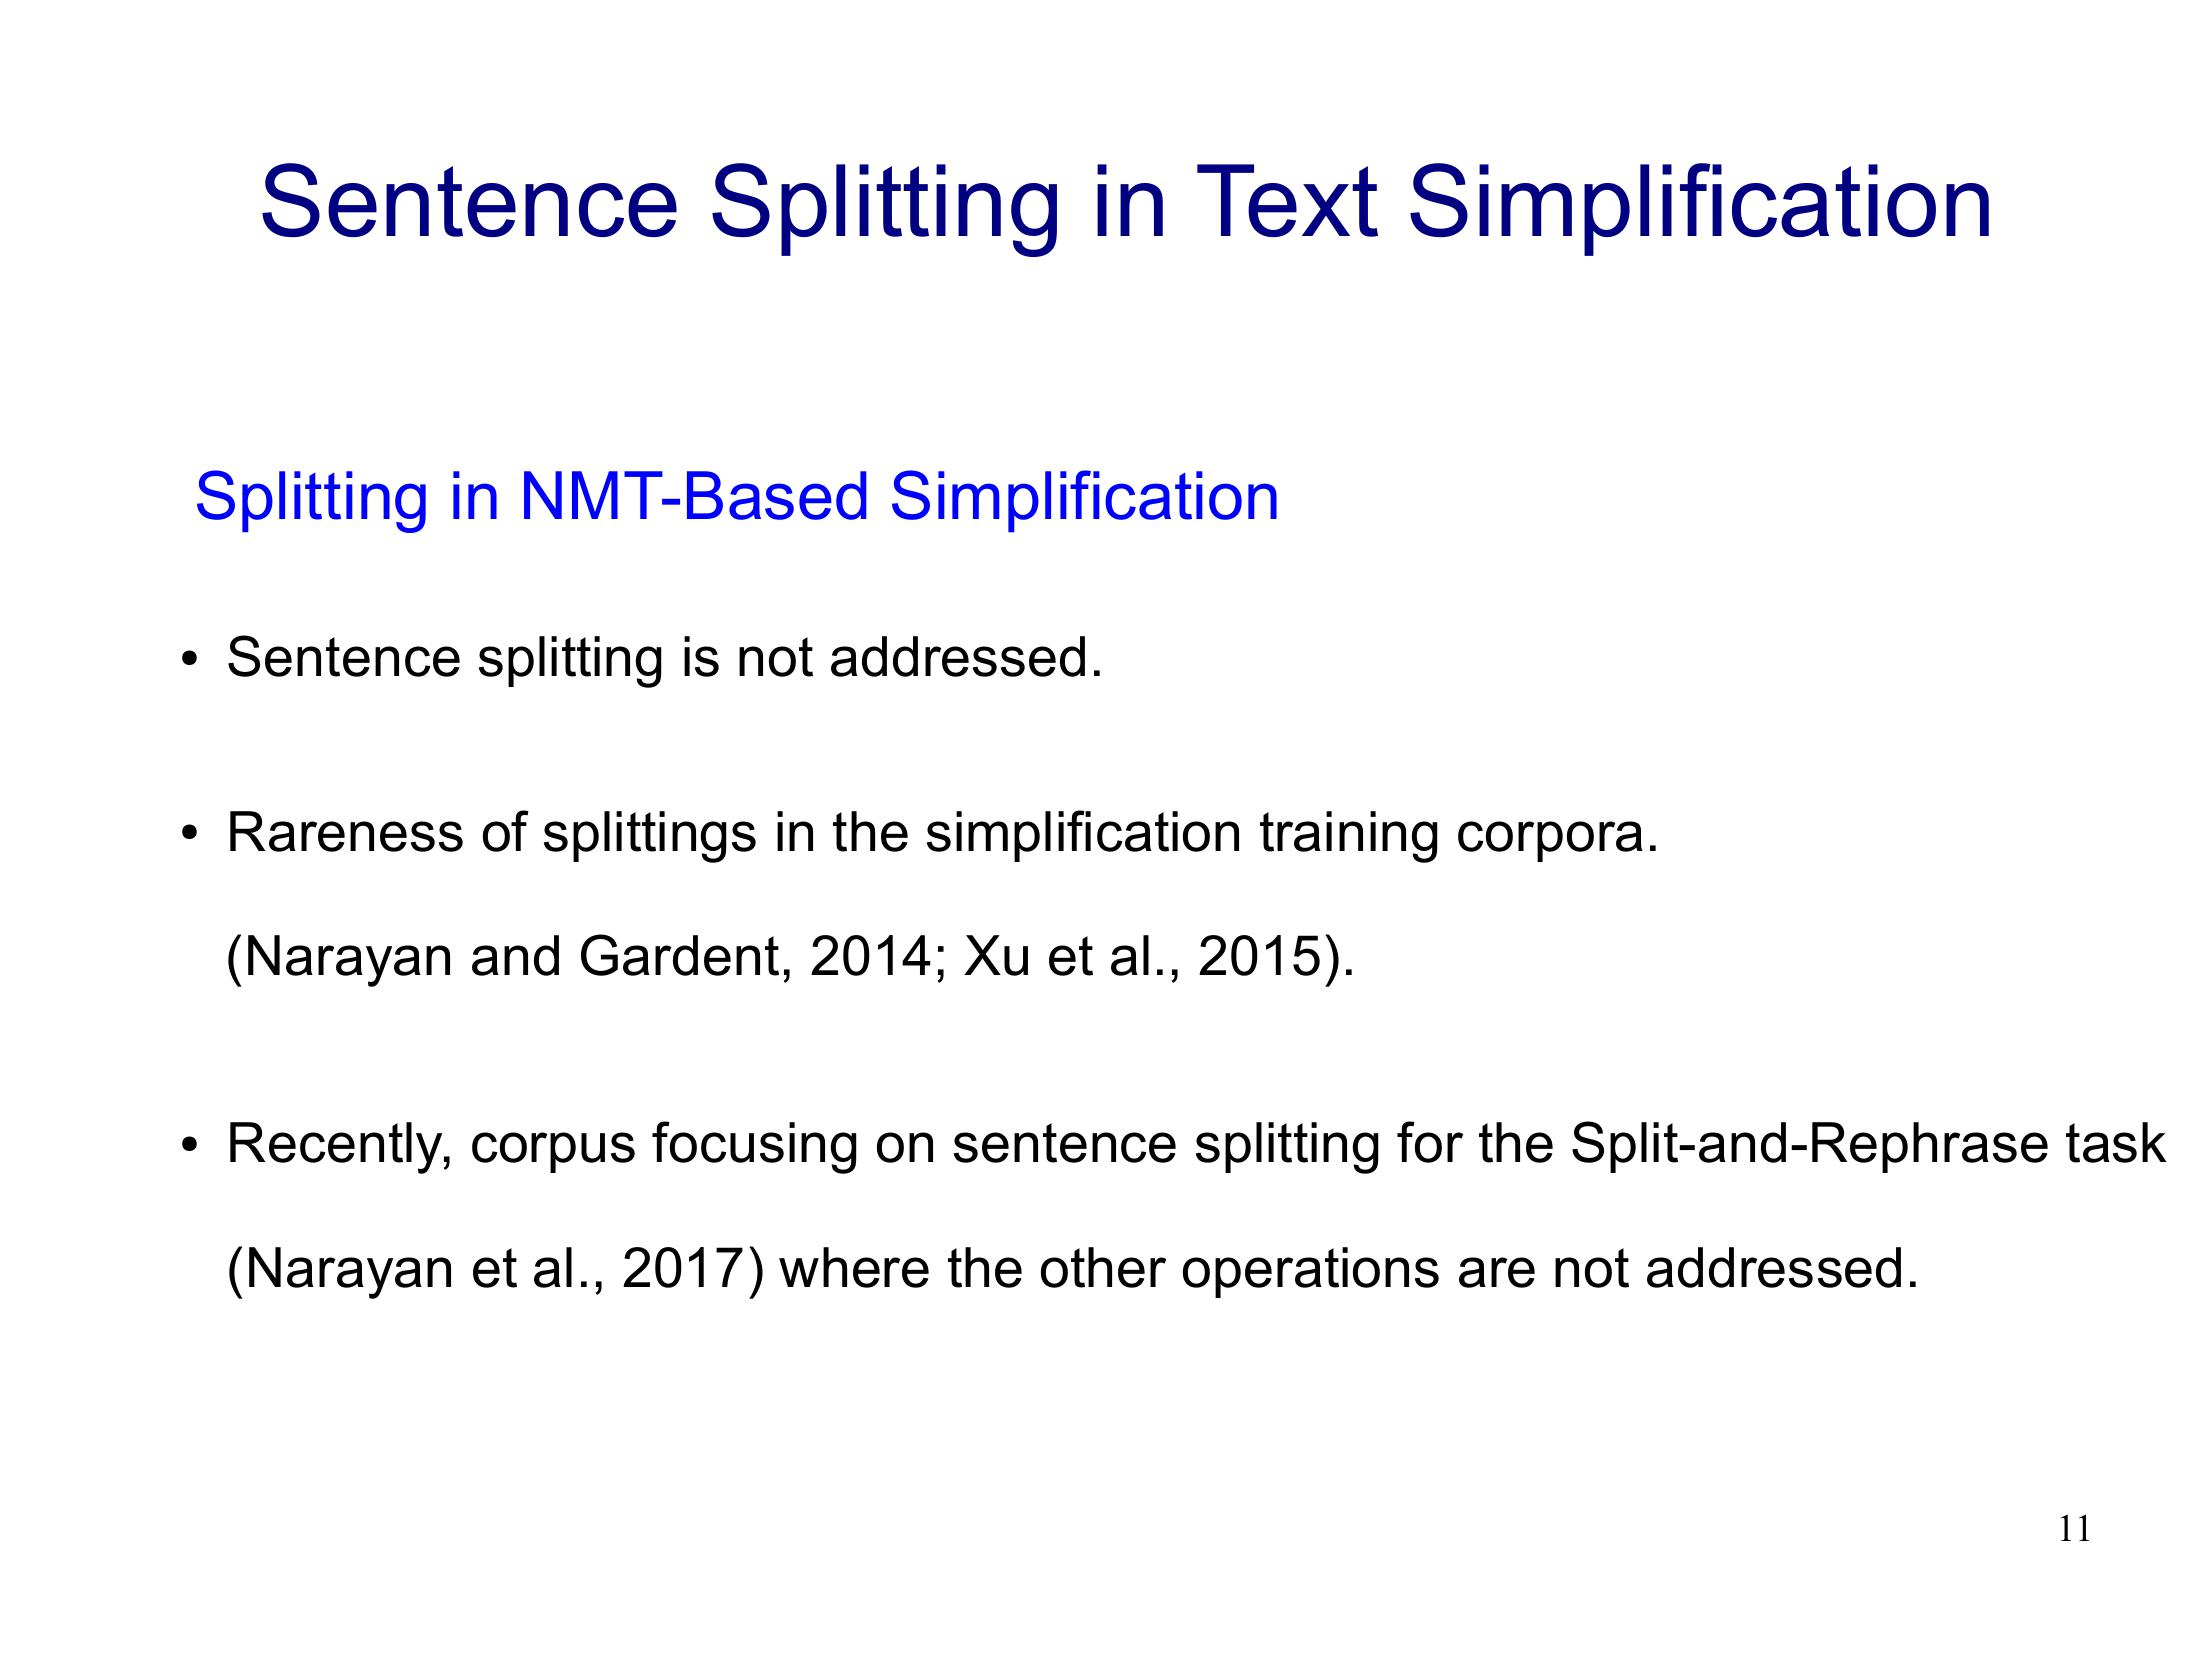 Sentence Splitting in Text Simplification
Splitting in NMT-Based Simplification
• Sentence splitting is not addressed.
• Rareness of splittings in the simplification training corpora.
(Narayan and Gardent, 2014; Xu et al., 2015).
• Recently, corpus focusing on sentence splitting for the Split-and-Rephrase task
(Narayan et al., 2017) where the other operations are not addressed.
11